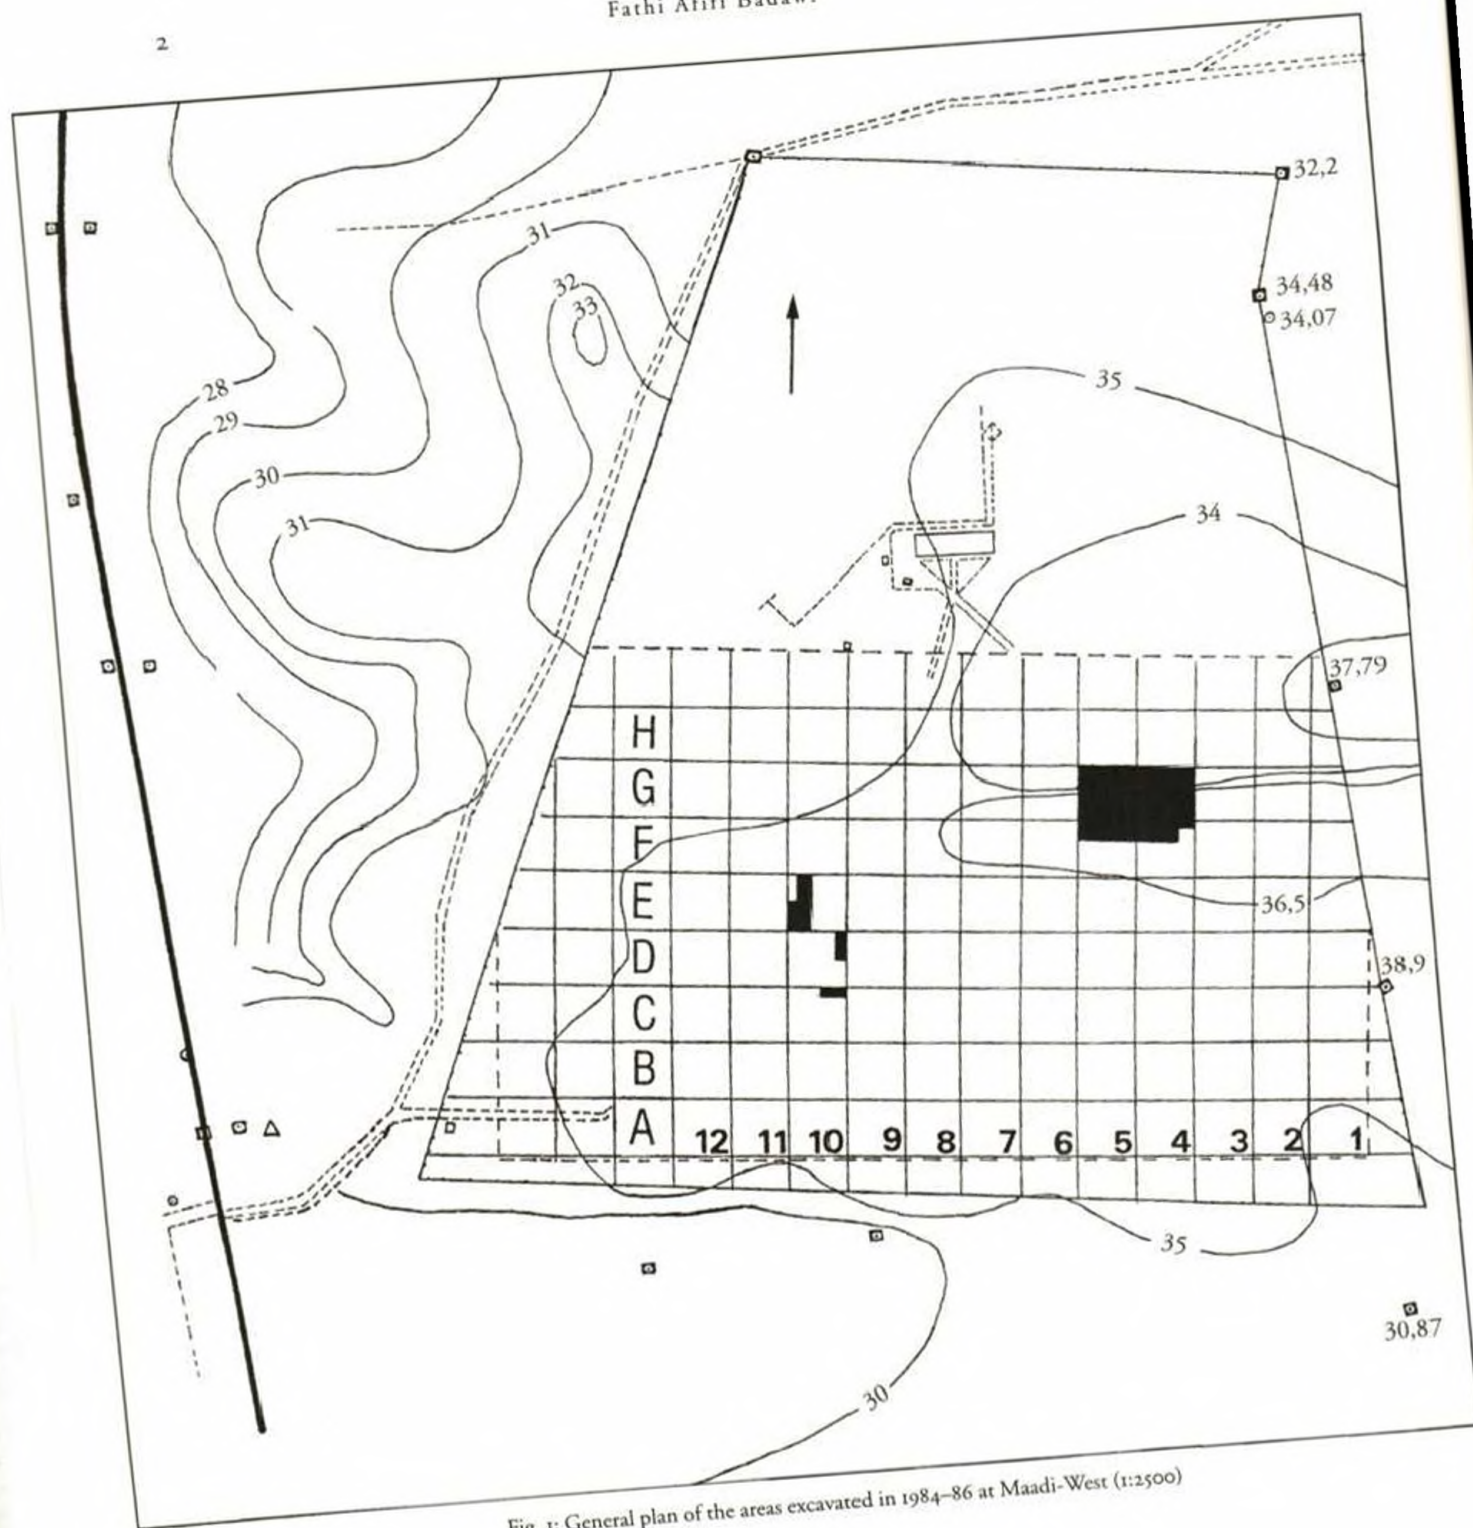 2
Fathi Afifi Badawi
32,2
31
34,48
32
33
34,07
35
28
29
34
30
31
37,79
H
G
F
E
36,5
D
38,9
C
B
A 12 11 10 9 8 7 6 5 4 3 2 1
35
30,87
30
Fig. 1: General plan of the areas excavated in 1984–86 at Maadi-West (1:2500)